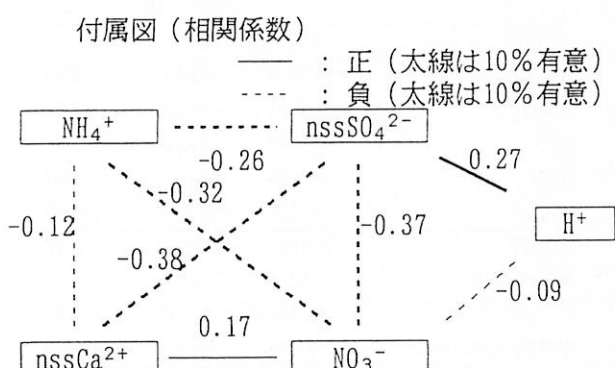 付属図（相関係数）
：正（太線は10％有意）
：負（太線は10％有意）
NH₄⁺
nssSO₄²⁻
-0.26
0.27
-0.32
-0.12
-0.37
H⁺
-0.38
-0.09
0.17
nssCa²⁺
NO₃⁻